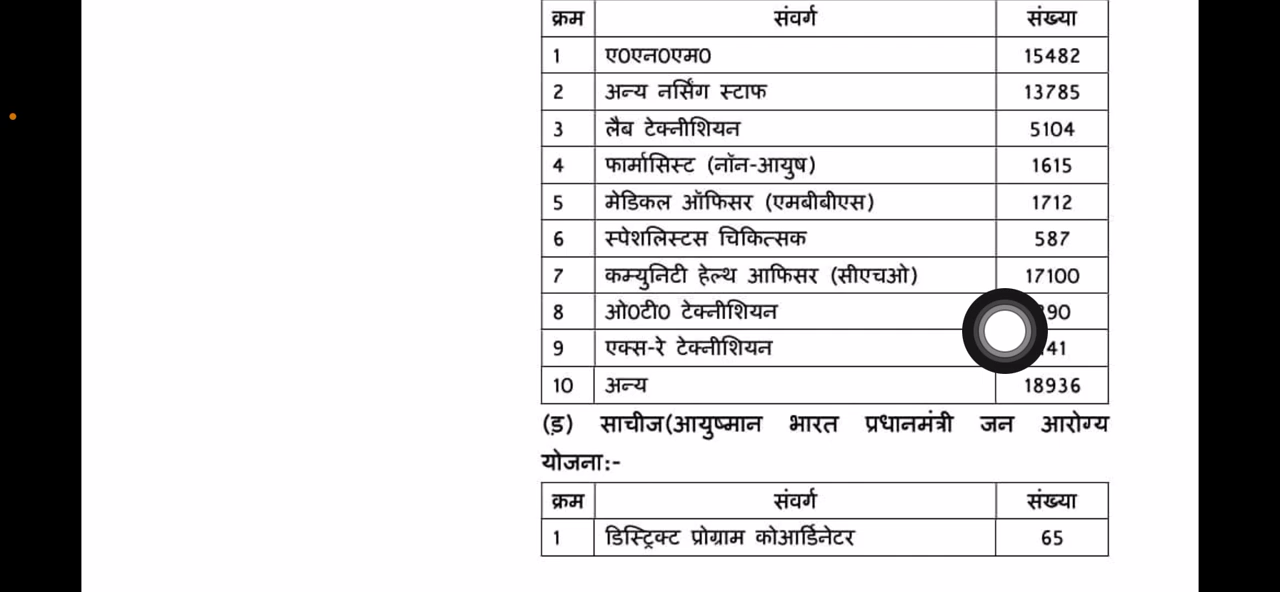 क्रम संवर्ग संख्या
1 ए0एन0एम0 15482
2 अन्य नर्सिंग स्टाफ 13785
3 लैब टेक्नीशियन 5104
4 फार्मासिस्ट (नॉन-आयुष) 1615
5 मेडिकल ऑफिसर (एमबीबीएस) 1712
6 स्पेशलिस्टस चिकित्सक 587
7 कम्युनिटी हेल्थ आफिसर (सीएचओ) 17100
8 ओ0टी0 टेक्नीशियन
9 एक्स-रे टेक्नीशियन
10 अन्य 18936
(ड़) साचीज(आयुष्मान भारत प्रधानमंत्री जन आरोग्य
योजना:-
क्रम संवर्ग संख्या
1 डिस्ट्रिक्ट प्रोग्राम कोआर्डिनेटर 65